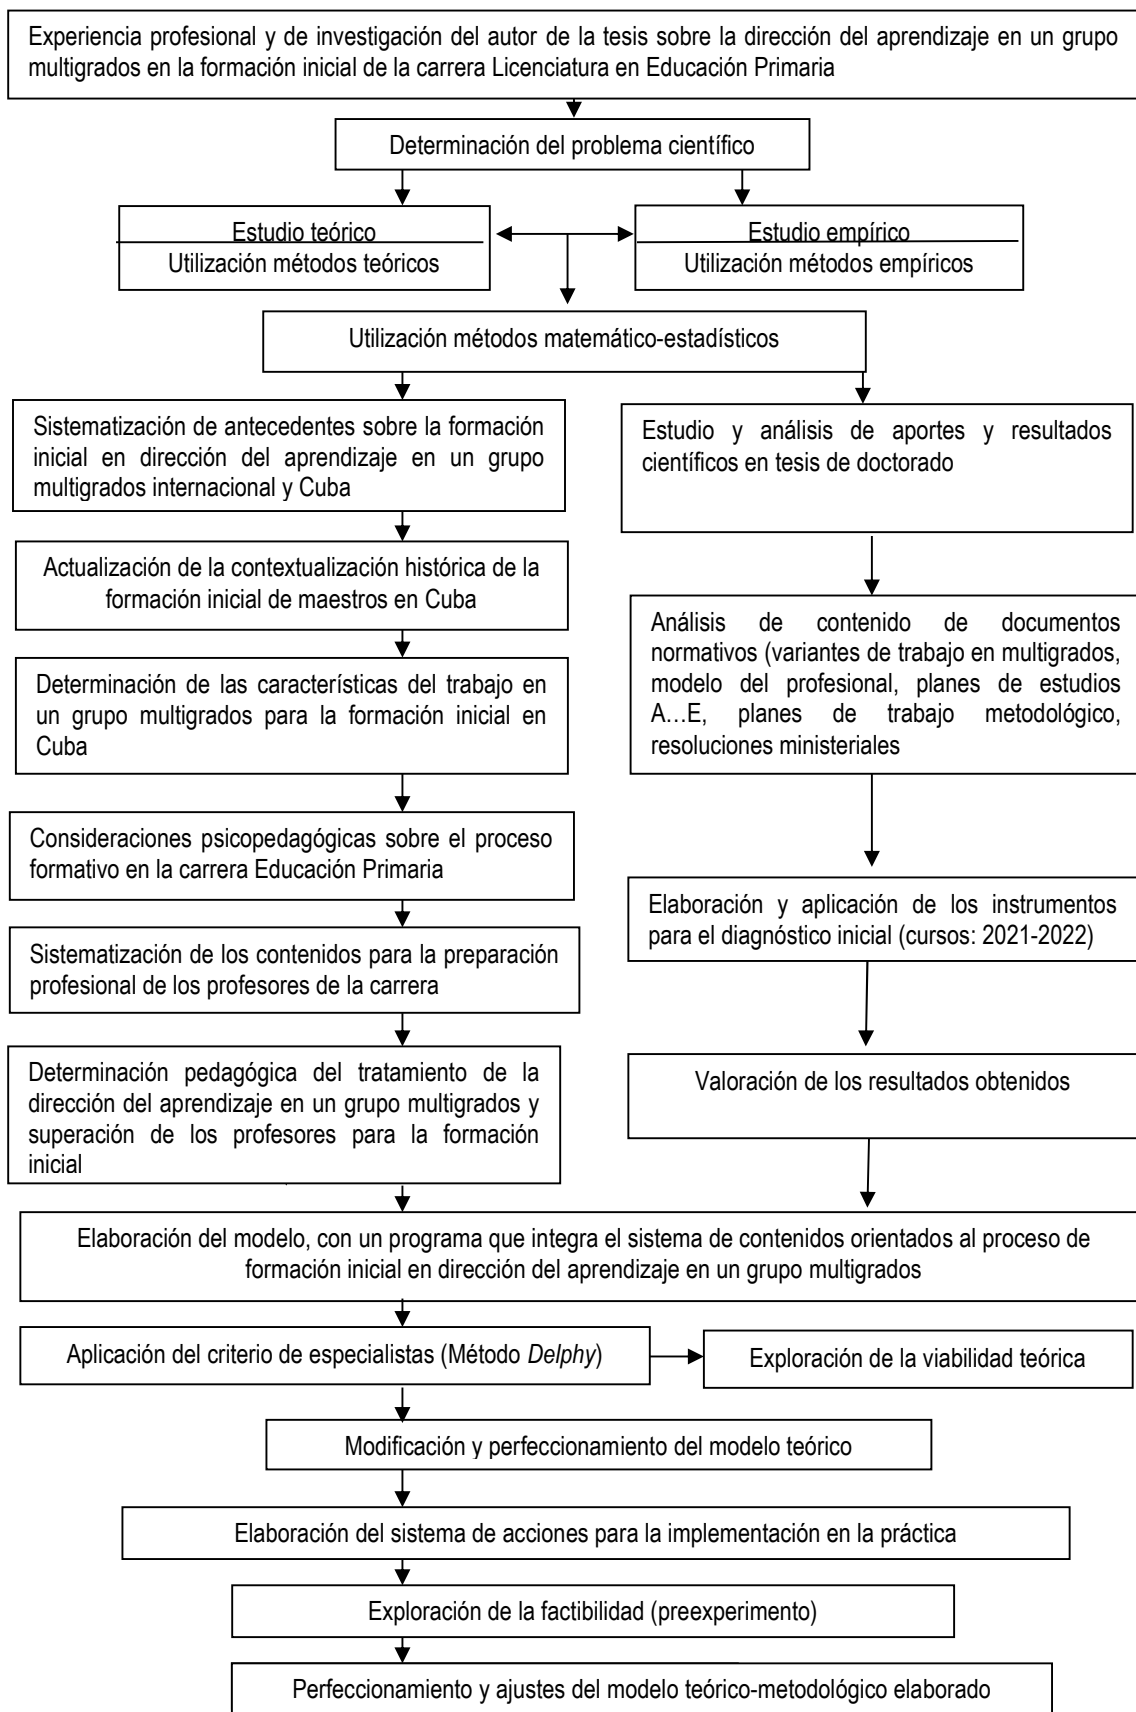 Experiencia profesional y de investigación del autor de la tesis sobre la dirección del aprendizaje en un grupo
multigrados en la formación inicial de la carrera Licenciatura en Educación Primaria
Determinación del problema científico
Estudio teórico
Utilización métodos teóricos
Estudio empírico
Utilización métodos empíricos
Utilización métodos matemático-estadísticos
Sistematización de antecedentes sobre la formación
inicial en dirección del aprendizaje en un grupo
multigrados internacional y Cuba
Actualización de la contextualización histórica de la
formación inicial de maestros en Cuba
Determinación de las características del trabajo en
un grupo multigrados para la formación inicial en
Cuba
Consideraciones psicopedagógicas sobre el proceso
formativo en la carrera Educación Primaria
Sistematización de los contenidos para la preparación
profesional de los profesores de la carrera
Determinación pedagógica del tratamiento de la
dirección del aprendizaje en un grupo multigrados y
superación de los profesores para la formación
inicial
Estudio y análisis de aportes y resultados
científicos en tesis de doctorado
Análisis de contenido de documentos
normativos (variantes de trabajo en multigrados,
modelo del profesional, planes de estudios
A…E, planes de trabajo metodológico,
resoluciones ministeriales
Elaboración y aplicación de los instrumentos
para el diagnóstico inicial (cursos: 2021-2022)
Valoración de los resultados obtenidos
Elaboración del modelo, con un programa que integra el sistema de contenidos orientados al proceso de
formación inicial en dirección del aprendizaje en un grupo multigrados
Aplicación del criterio de especialistas (Método Delphy)
Exploración de la viabilidad teórica
Modificación y perfeccionamiento del modelo teórico
Elaboración del sistema de acciones para la implementación en la práctica
Exploración de la factibilidad (preexperimento)
Perfeccionamiento y ajustes del modelo teórico-metodológico elaborado